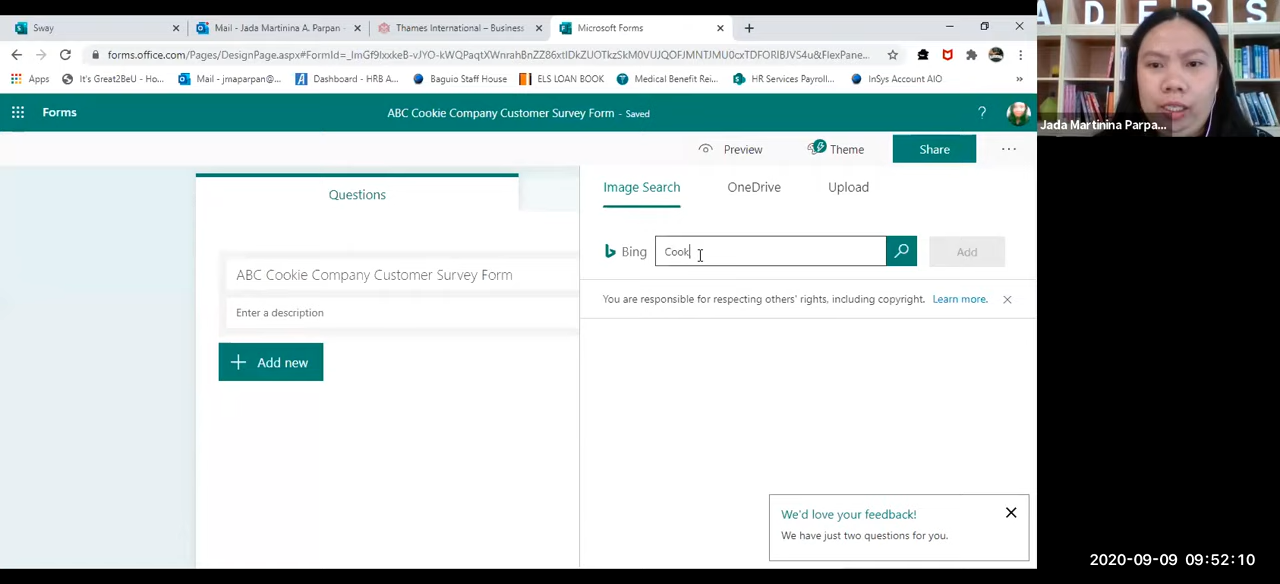 Sway
Mail - Jada Martinina A. Parpan
Thames International – Business
Microsoft Forms
forms.office.com/Pages/DesignPage.aspx#FormId=
Apps
It's Great2BeU - Ho...
Mail - jmaparpan@...
Dashboard - HRB A...
Baguio Staff House
ELS LOAN BOOK
Medical Benefit Rei...
HR Services Payroll...
InSys Account AIO
»
Forms
ABC Cookie Company Customer Survey Form - Saved
?
Preview
Theme
Share
...
Questions
Image Search
OneDrive
Upload
Bing
Cook
Add
ABC Cookie Company Customer Survey Form
Enter a description
You are responsible for respecting others' rights, including copyright. Learn more.
Add new
We'd love your feedback!
We have just two questions for you.
A D E R S
Jada Martinina Parpa...
2020-09-09 09:52:10